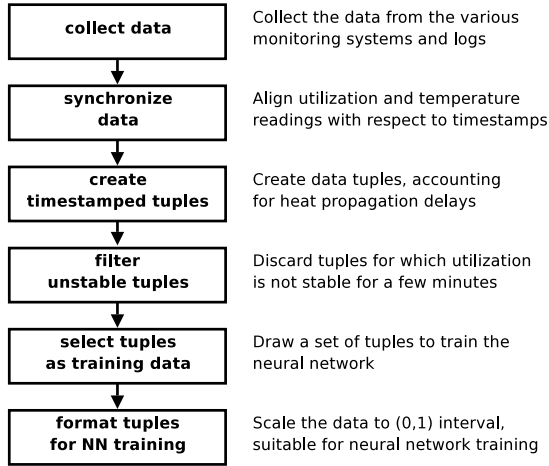 collect data
Collect the data from the various
monitoring systems and logs
synchronize
data
Align utilization and temperature
readings with respect to timestamps
create
timestamped tuples
Create data tuples, accounting
for heat propagation delays
filter
unstable tuples
Discard tuples for which utilization
is not stable for a few minutes
select tuples
as training data
Draw a set of tuples to train the
neural network
format tuples
for NN training
Scale the data to (0,1) interval,
suitable for neural network training